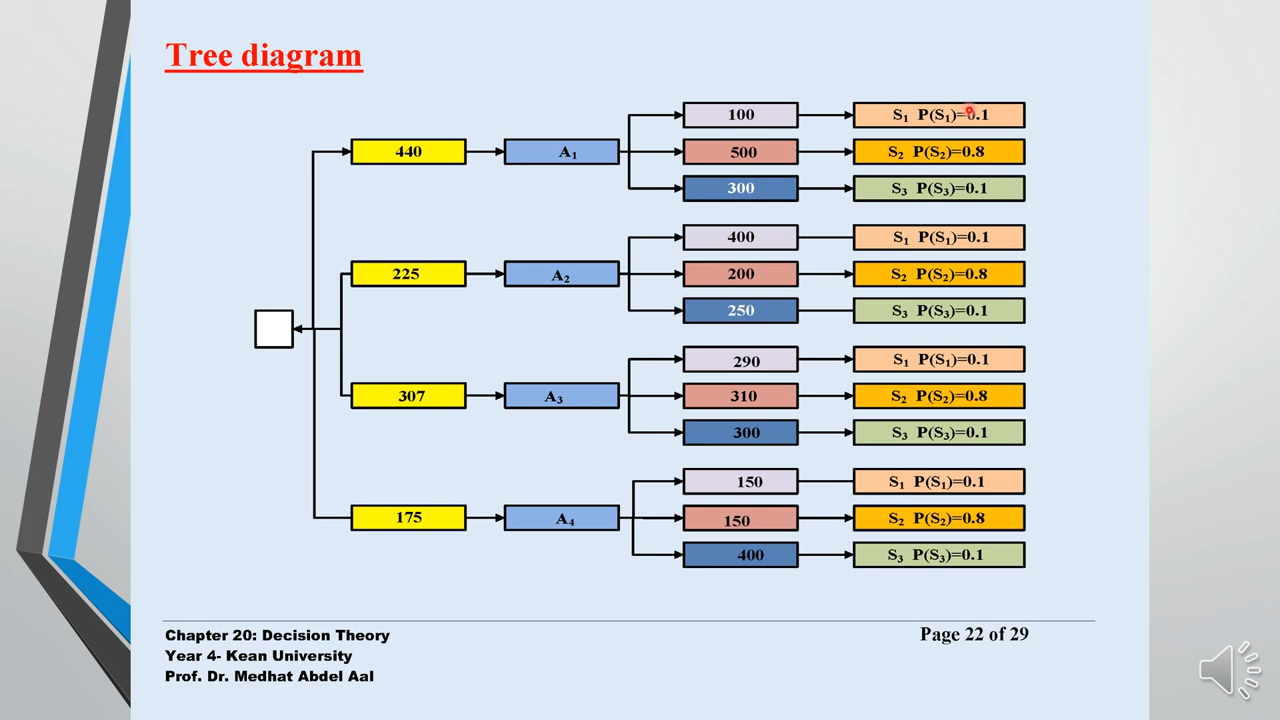 Tree diagram
100 S₁ P(S₁)=0.1
440 A₁ 500 S₂ P(S₂)=0.8
300 S₃ P(S₃)=0.1
400 S₁ P(S₁)=0.1
225 A₂ 200 S₂ P(S₂)=0.8
250 S₃ P(S₃)=0.1
290 S₁ P(S₁)=0.1
307 A₃ 310 S₂ P(S₂)=0.8
300 S₃ P(S₃)=0.1
150 S₁ P(S₁)=0.1
175 A₄ 150 S₂ P(S₂)=0.8
400 S₃ P(S₃)=0.1
Chapter 20: Decision Theory Page 22 of 29
Year 4- Kean University
Prof. Dr. Medhat Abdel Aal